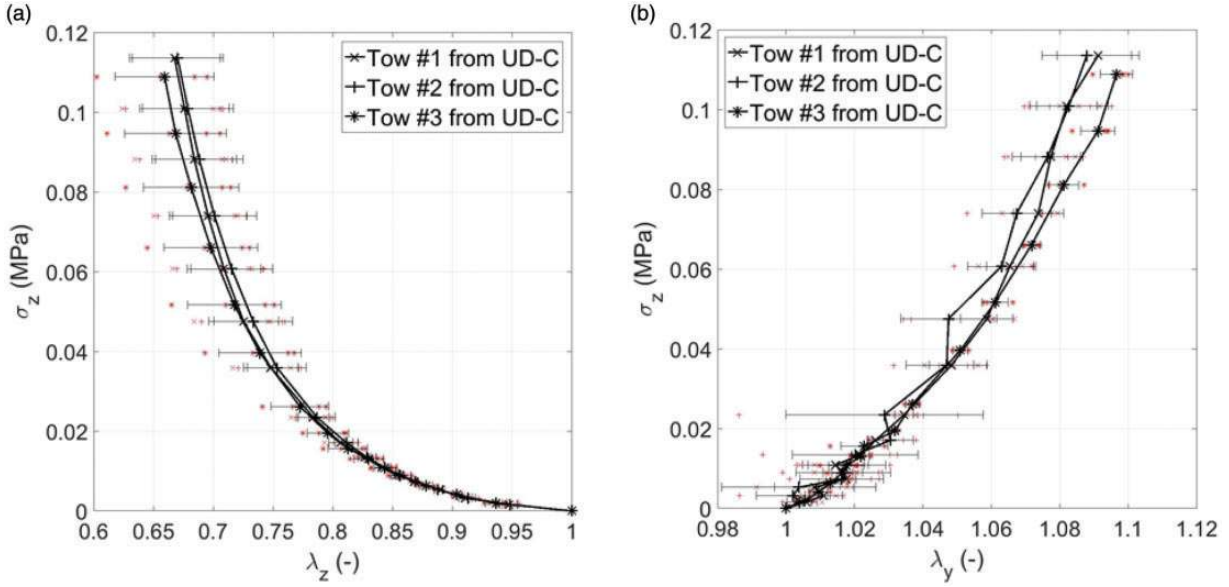 (a)
0.12
0.1
0.08
0.06
0.04
0.02
0
σz (MPa)
0.6 0.65 0.7 0.75 0.8 0.85 0.9 0.95 1
λz (-)
Tow #1 from UD-C
Tow #2 from UD-C
Tow #3 from UD-C
(b)
0.12
0.1
0.08
0.06
0.04
0.02
0
σz (MPa)
0.98 1 1.02 1.04 1.06 1.08 1.1 1.12
λy (-)
Tow #1 from UD-C
Tow #2 from UD-C
Tow #3 from UD-C